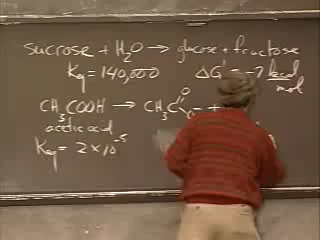 sucrose + H2O → glucose + fructose
Keq = 140,000 ΔG' = -7 kcal/mol
CH3COOH → CH3C O O- +
acetic acid
Keq = 2 × 10^-5